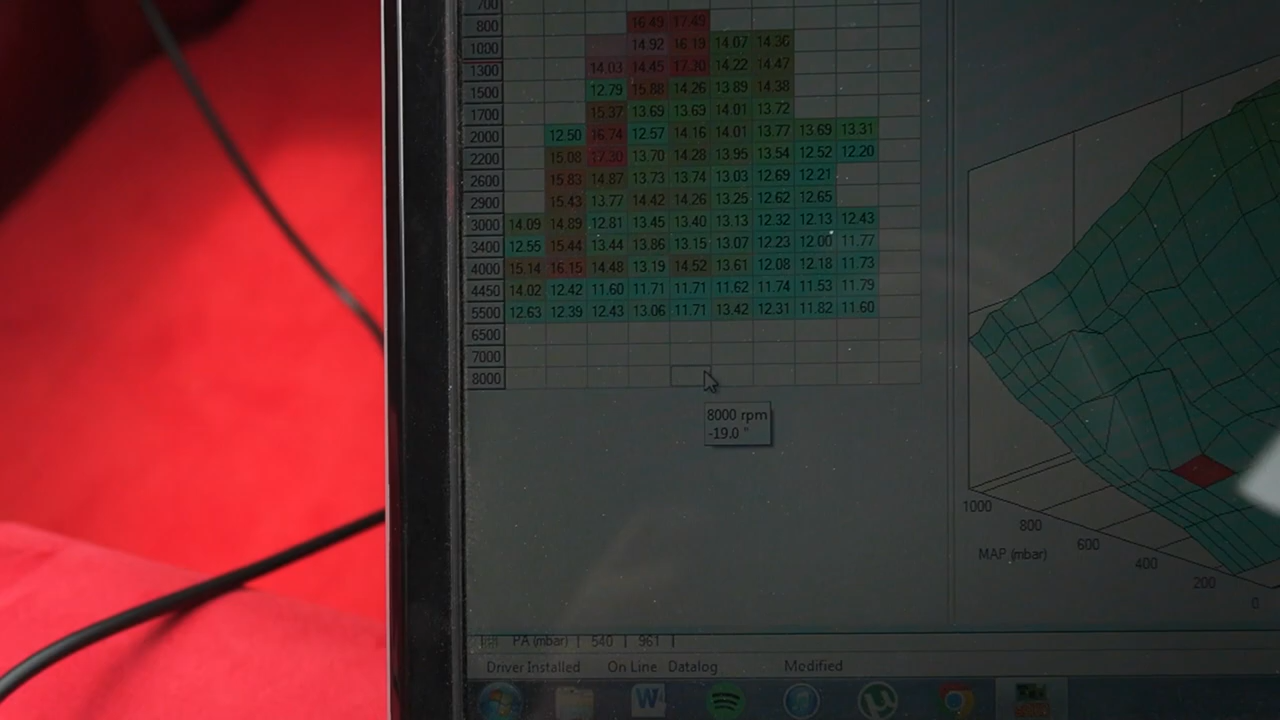 700
800 16.49 17.49
1000 14.92 16.19 14.07 14.36
1300 14.03 14.45 17.20 14.22 14.47
1500 12.79 15.88 14.26 13.89 14.38
1700 15.37 13.69 13.69 14.01 13.72
2000 12.50 16.74 12.57 14.16 14.01 13.77 13.69 13.31
2200 15.08 17.30 13.70 14.28 13.95 13.54 12.52 12.20
2600 15.83 14.87 13.73 13.74 13.03 12.69 12.21
2900 15.43 13.77 14.42 14.26 13.25 12.62 12.65
3000 14.09 14.89 12.81 13.45 13.40 13.13 12.32 12.13 12.43
3400 12.55 15.44 13.44 13.86 13.15 13.07 12.23 12.00 11.77
4000 15.14 16.15 14.48 13.19 14.52 13.61 12.08 12.18 11.73
4450 14.02 12.42 11.60 11.71 11.71 11.62 11.74 11.53 11.79
5500 12.63 12.39 12.43 13.06 11.71 13.42 12.31 11.82 11.60
6500
7000
8000
8000 rpm
-19.0 "
1000
800
600
400
200
0
MAP (mbar)
PA (mbar) | 540 | 961 |
Driver Installed On Line Datalog Modified
W